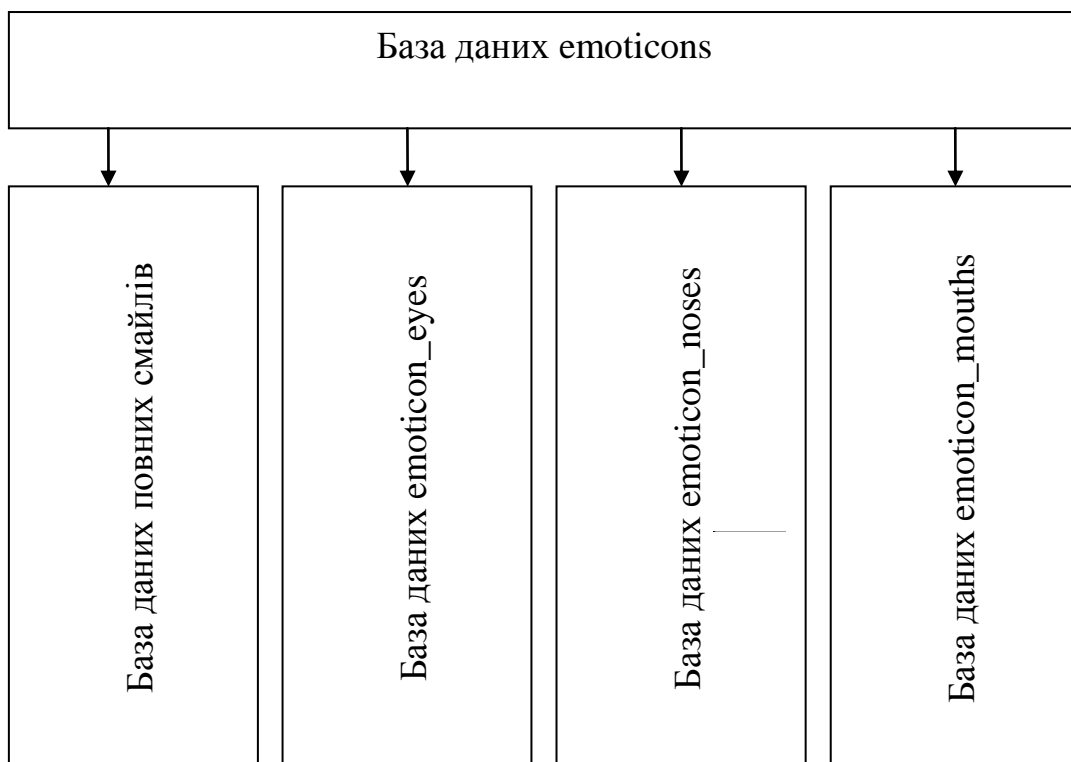 База даних emoticons
База даних повних смайлів
База даних emoticon_eyes
База даних emoticon_noses
База даних emoticon_mouths